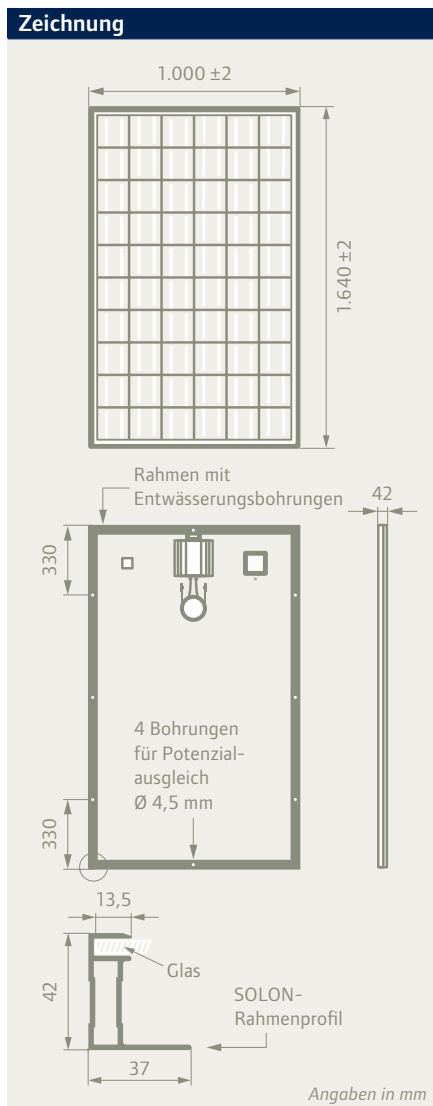 Zeichnung
1.000 ±2
1.640 ±2
Rahmen mit
Entwässerungsbohrungen
42
330
4 Bohrungen
für Potenzial-
ausgleich
Ø 4,5 mm
330
13,5
Glas
42
SOLON-
Rahmenprofil
37
Angaben in mm